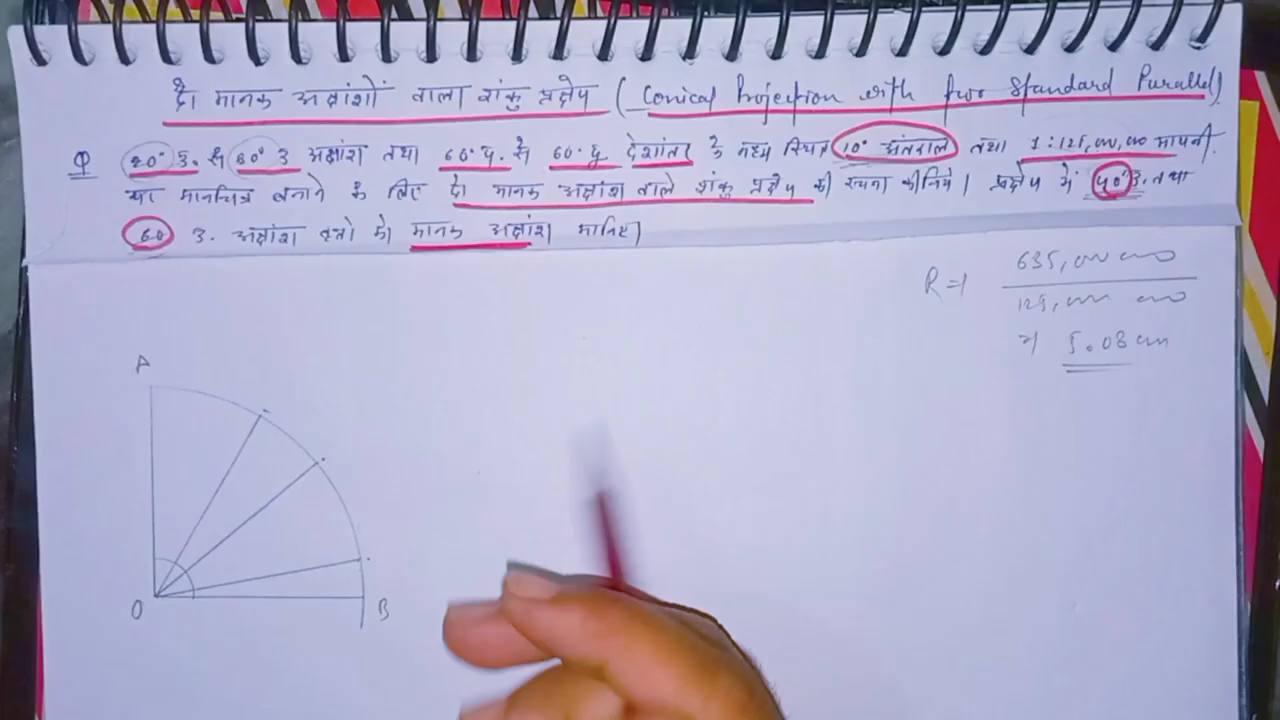 दो मानक अक्षांशों वाला शंकु प्रक्षेप (Conical Projection with two Standard Parallel)
Q 20° उ. से 80° उ अक्षांश तथा 60° प. से 60° पू देशांतर के मध्य स्थित 10° अंतराल तथा 1:125,000,000 मापनी.
या मानचित्र बनाने के लिए दो मानक अक्षांश वाले शंकु प्रक्षेप की रचना कीजिये। प्रक्षेप में 40° उ. तथा
60 उ. अक्षांश वृत्तो को मानक अक्षांश मानिए।
R = 635,000,000
125,000,000
= 5.08 cm
A
O B